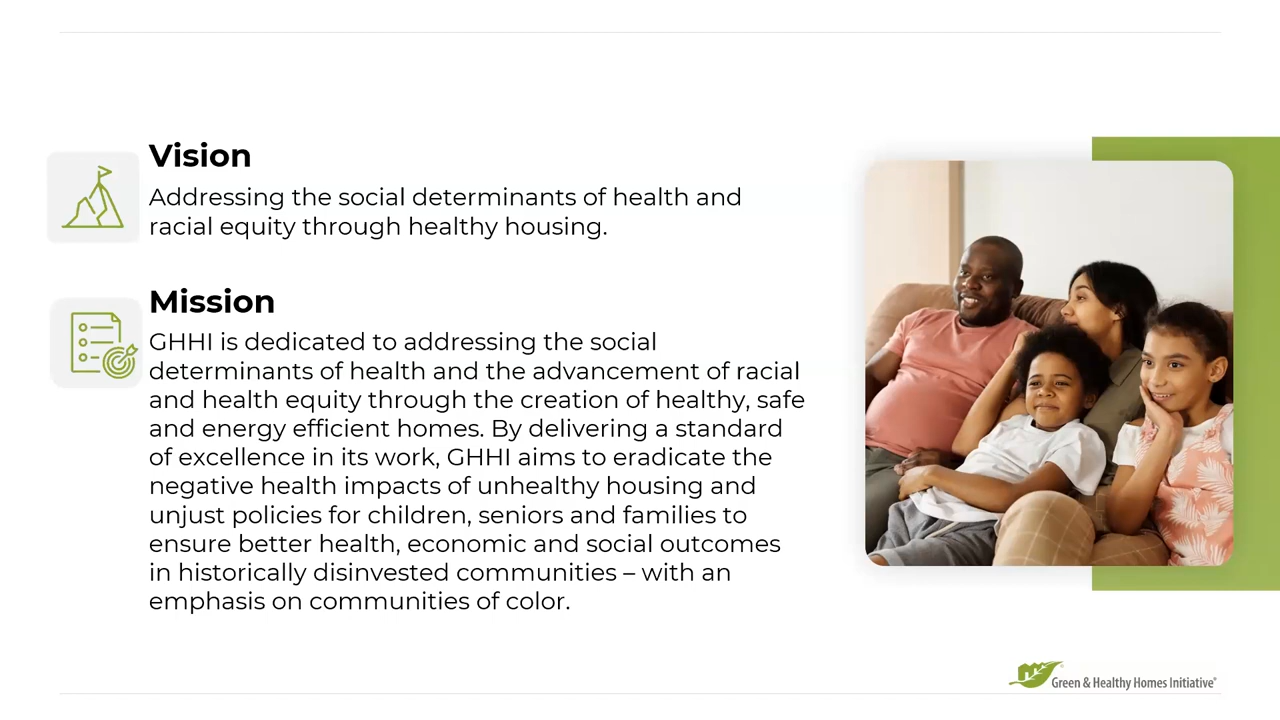 Vision
Addressing the social determinants of health and
racial equity through healthy housing.
Mission
GHHI is dedicated to addressing the social
determinants of health and the advancement of racial
and health equity through the creation of healthy, safe
and energy efficient homes. By delivering a standard
of excellence in its work, GHHI aims to eradicate the
negative health impacts of unhealthy housing and
unjust policies for children, seniors and families to
ensure better health, economic and social outcomes
in historically disinvested communities – with an
emphasis on communities of color.
Green & Healthy Homes Initiative®